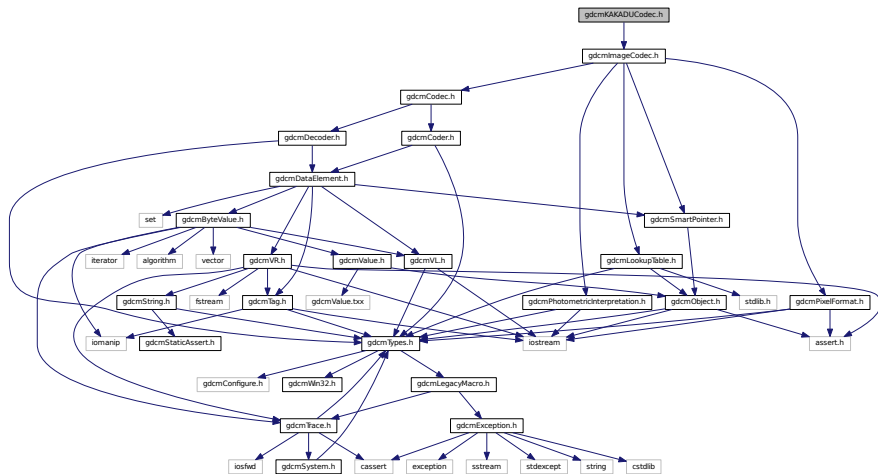 gdcmKAKADUCodec.h
gdcmImageCodec.h
gdcmCodec.h
gdcmDecoder.h
gdcmCoder.h
gdcmDataElement.h
set
gdcmByteValue.h
gdcmSmartPointer.h
iterator
algorithm
vector
gdcmVR.h
gdcmValue.h
gdcmVL.h
gdcmLookupTable.h
gdcmString.h
fstream
gdcmTag.h
gdcmValue.txx
gdcmPhotometricInterpretation.h
gdcmObject.h
stdlib.h
gdcmPixelFormat.h
iomanip
gdcmStaticAssert.h
gdcmTypes.h
iostream
assert.h
gdcmConfigure.h
gdcmWin32.h
gdcmLegacyMacro.h
gdcmTrace.h
gdcmException.h
iosfwd
gdcmSystem.h
cassert
exception
sstream
stdexcept
string
cstdlib